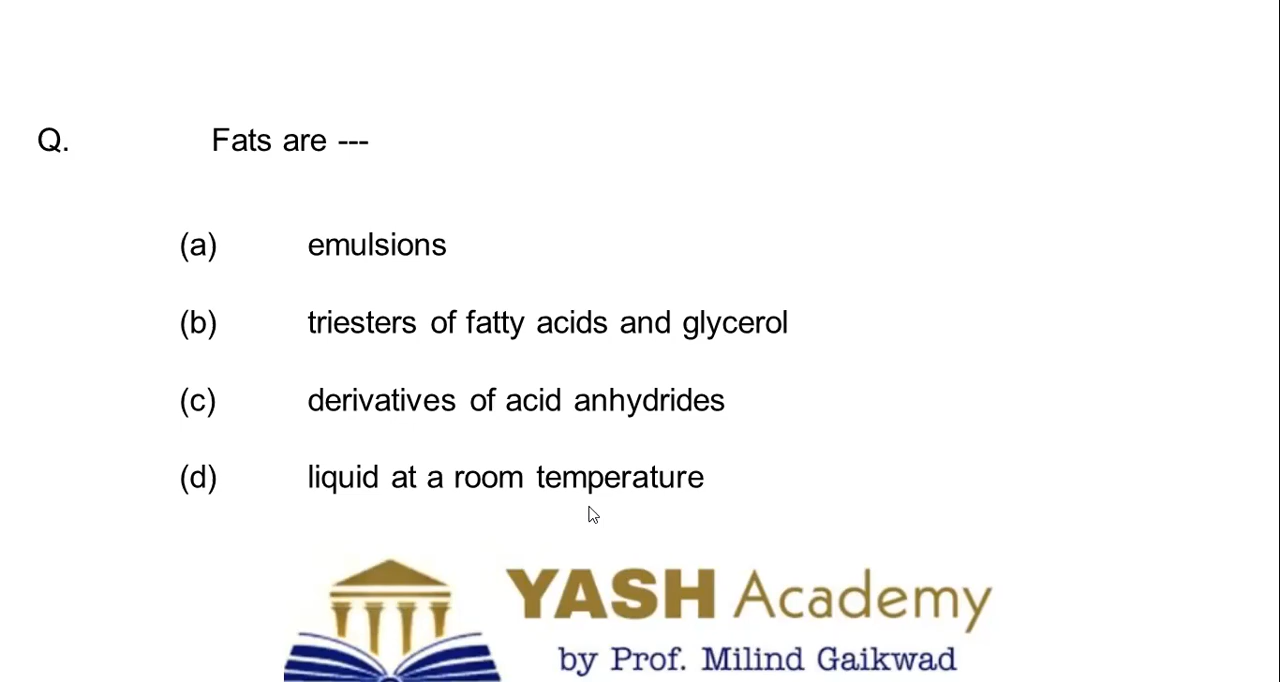 Q. Fats are ---
(a) emulsions
(b) triesters of fatty acids and glycerol
(c) derivatives of acid anhydrides
(d) liquid at a room temperature
YASH Academy
by Prof. Milind Gaikwad